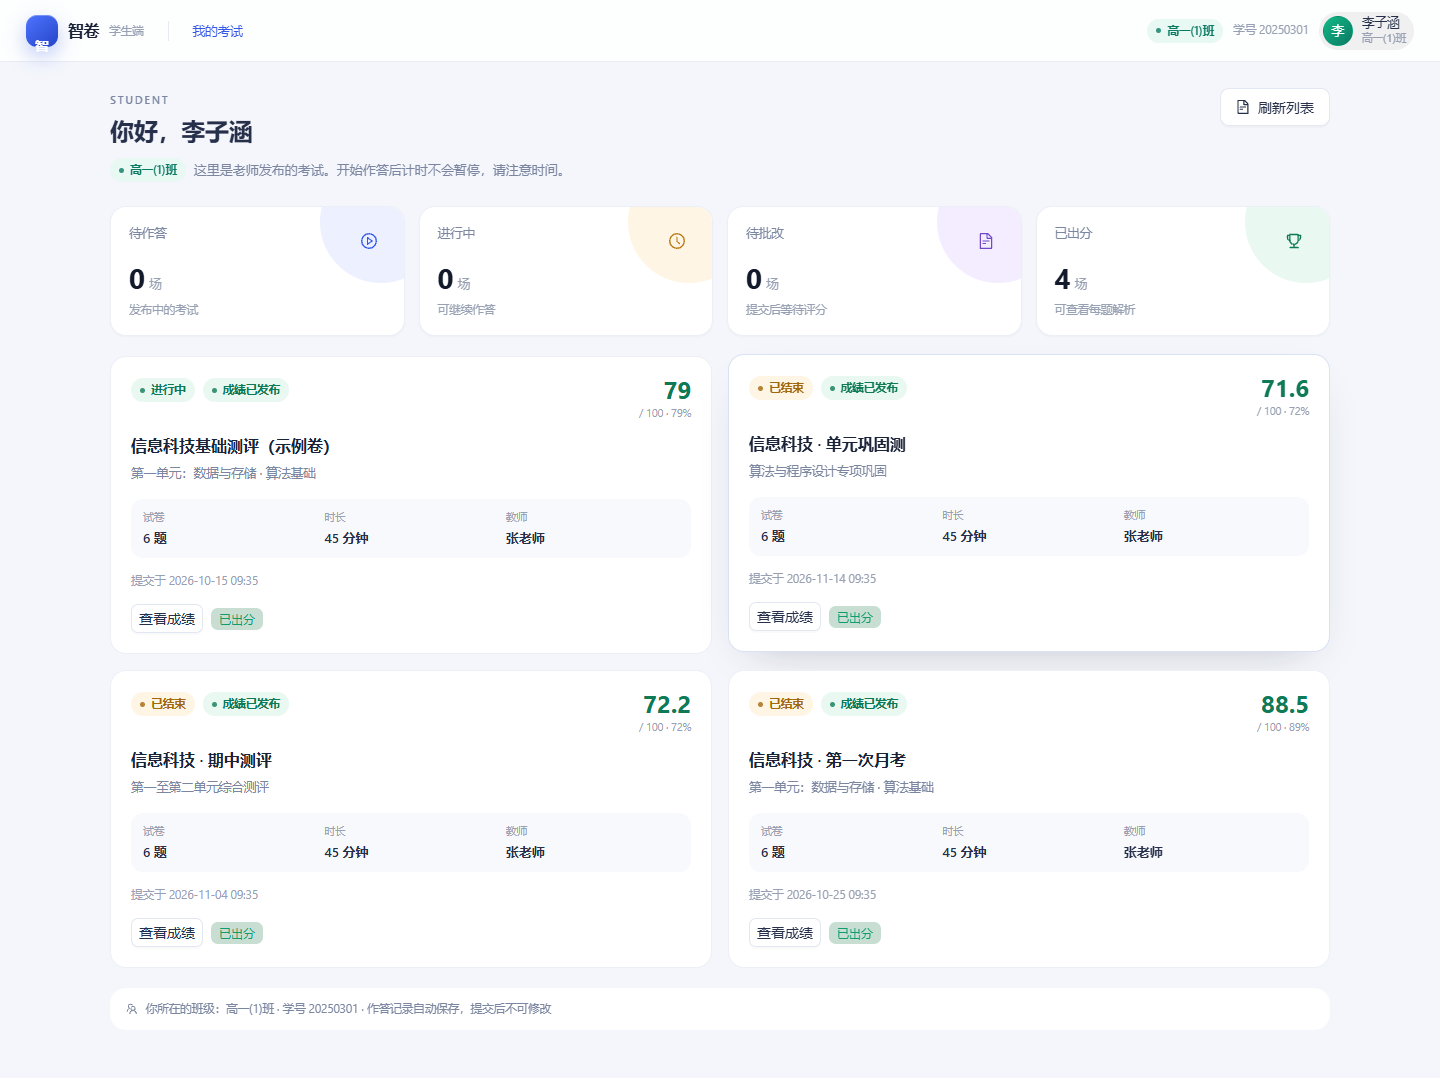 智 智卷 学生端 我的考试 高一(1)班 学号 20250301 李 李子涵
高一(1)班
STUDENT
你好，李子涵
刷新列表
高一(1)班 这里是老师发布的考试。开始作答后计时不会暂停，请注意时间。
待作答
0 场
发布中的考试
进行中
0 场
可继续作答
待批改
0 场
提交后等待评分
已出分
4 场
可查看每题解析
进行中 成绩已发布 79
/ 100 · 79%
信息科技基础测评（示例卷）
第一单元：数据与存储 · 算法基础
试卷 时长 教师
6 题 45 分钟 张老师
提交于 2026-10-15 09:35
查看成绩 已出分
已结束 成绩已发布 71.6
/ 100 · 72%
信息科技 · 单元巩固测
算法与程序设计专项巩固
试卷 时长 教师
6 题 45 分钟 张老师
提交于 2026-11-14 09:35
查看成绩 已出分
已结束 成绩已发布 72.2
/ 100 · 72%
信息科技 · 期中测评
第一至第二单元综合测评
试卷 时长 教师
6 题 45 分钟 张老师
提交于 2026-11-04 09:35
查看成绩 已出分
已结束 成绩已发布 88.5
/ 100 · 89%
信息科技 · 第一次月考
第一单元：数据与存储 · 算法基础
试卷 时长 教师
6 题 45 分钟 张老师
提交于 2026-10-25 09:35
查看成绩 已出分
你所在的班级：高一(1)班 · 学号 20250301 · 作答记录自动保存，提交后不可修改